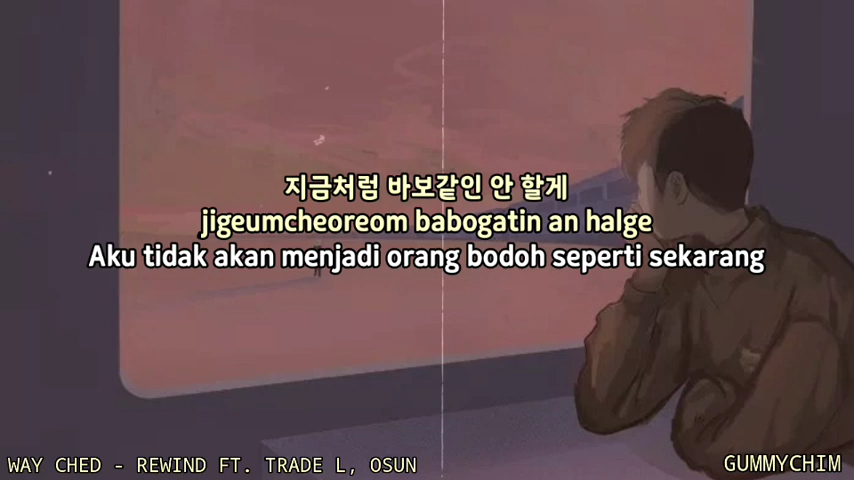 지금처럼 바보같인 안 할게
jigeumcheoreom babogatin an halge
Aku tidak akan menjadi orang bodoh seperti sekarang
WAY CHED - REWIND FT. TRADE L, OSUN
GUMMYCHIM